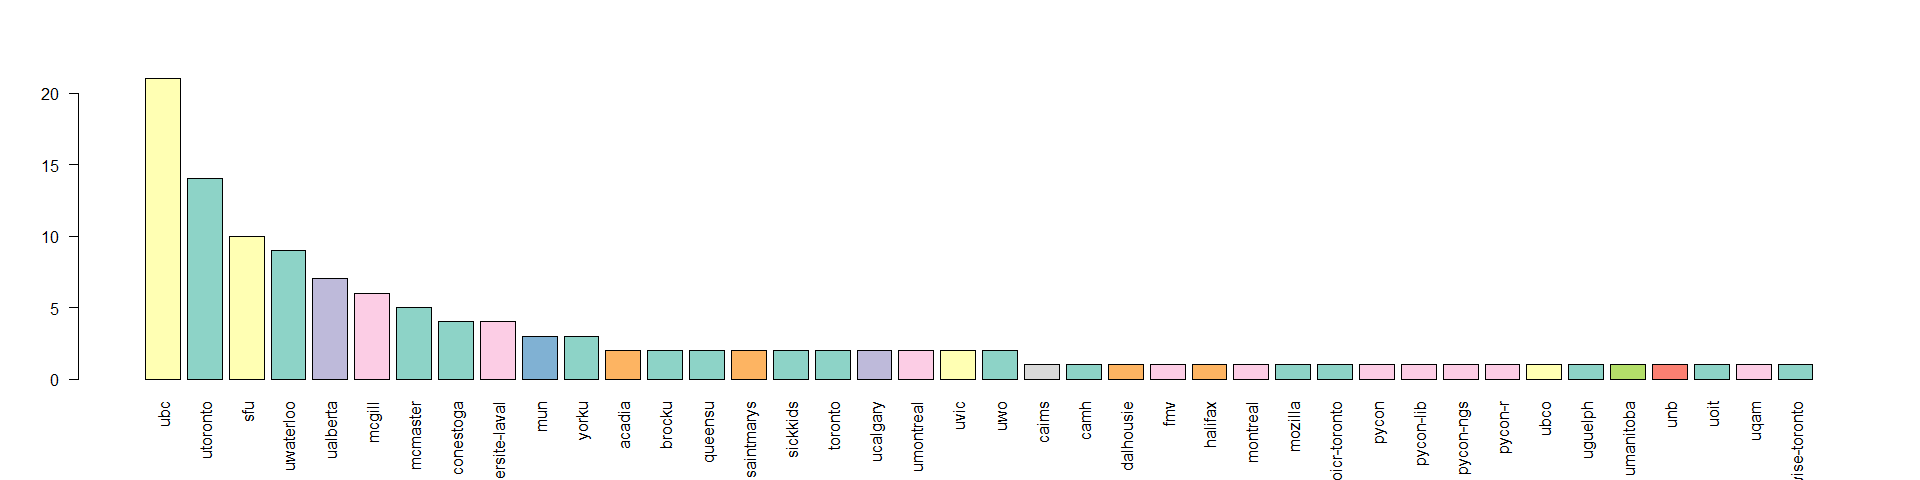 20
15
10
5
0
ubc
utoronto
sfu
uwaterloo
ualberta
mcgill
mcmaster
conestoga
ersite-laval
mun
yorku
acadia
brocku
queensu
saintmarys
sickkids
toronto
ucalgary
umontreal
uvic
uwo
caims
camh
dalhousie
fmv
halifax
montreal
mozilla
oicr-toronto
pycon
pycon-lib
pycon-ngs
pycon-r
ubco
uguelph
umanitoba
unb
uoit
uqam
ise-toronto